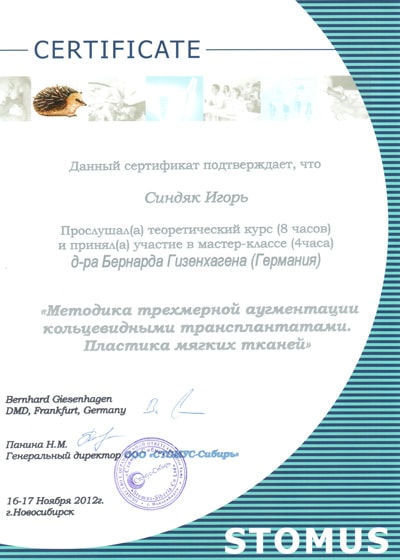 CERTIFICATE
Данный сертификат подтверждает, что
Синдяк Игорь
Прослушал(а) теоретический курс (8 часов)
и принял(а) участие в мастер-классе (4часа)
д-ра Бернарда Гизенхагена (Германия)
«Методика трехмерной аугментации
кольцевидными трансплантатами.
Пластика мягких тканей»
Bernhard Giesenhagen
DMD, Frankfurt, Germany
Панина Н.М.
Генеральный директор ООО «СТОМУС-Сибирь»
16-17 Ноября 2012г.
г.Новосибирск
STOMUS